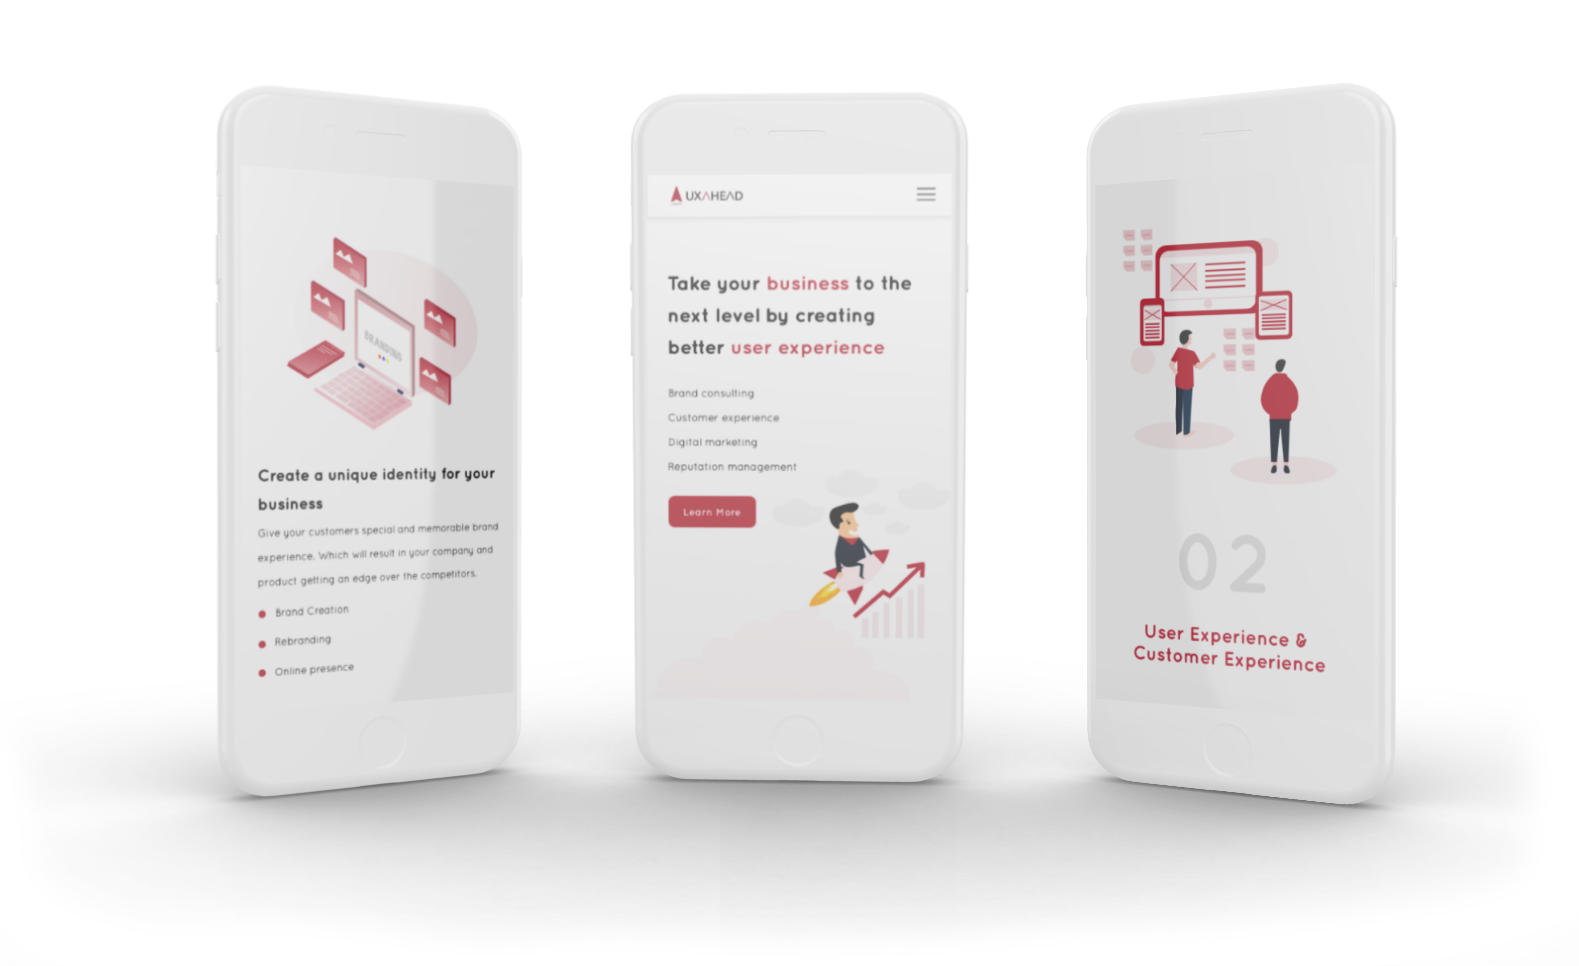 BRANDING
Create a unique identity for your
business
Give your customers special and memorable brand
experience. Which will result in your company and
product getting an edge over the competitors.
Brand Creation
Rebranding
Online presence
UXAHEAD
Take your business to the
next level by creating
better user experience
Brand consulting
Customer experience
Digital marketing
Reputation management
Learn More
02
User Experience &
Customer Experience